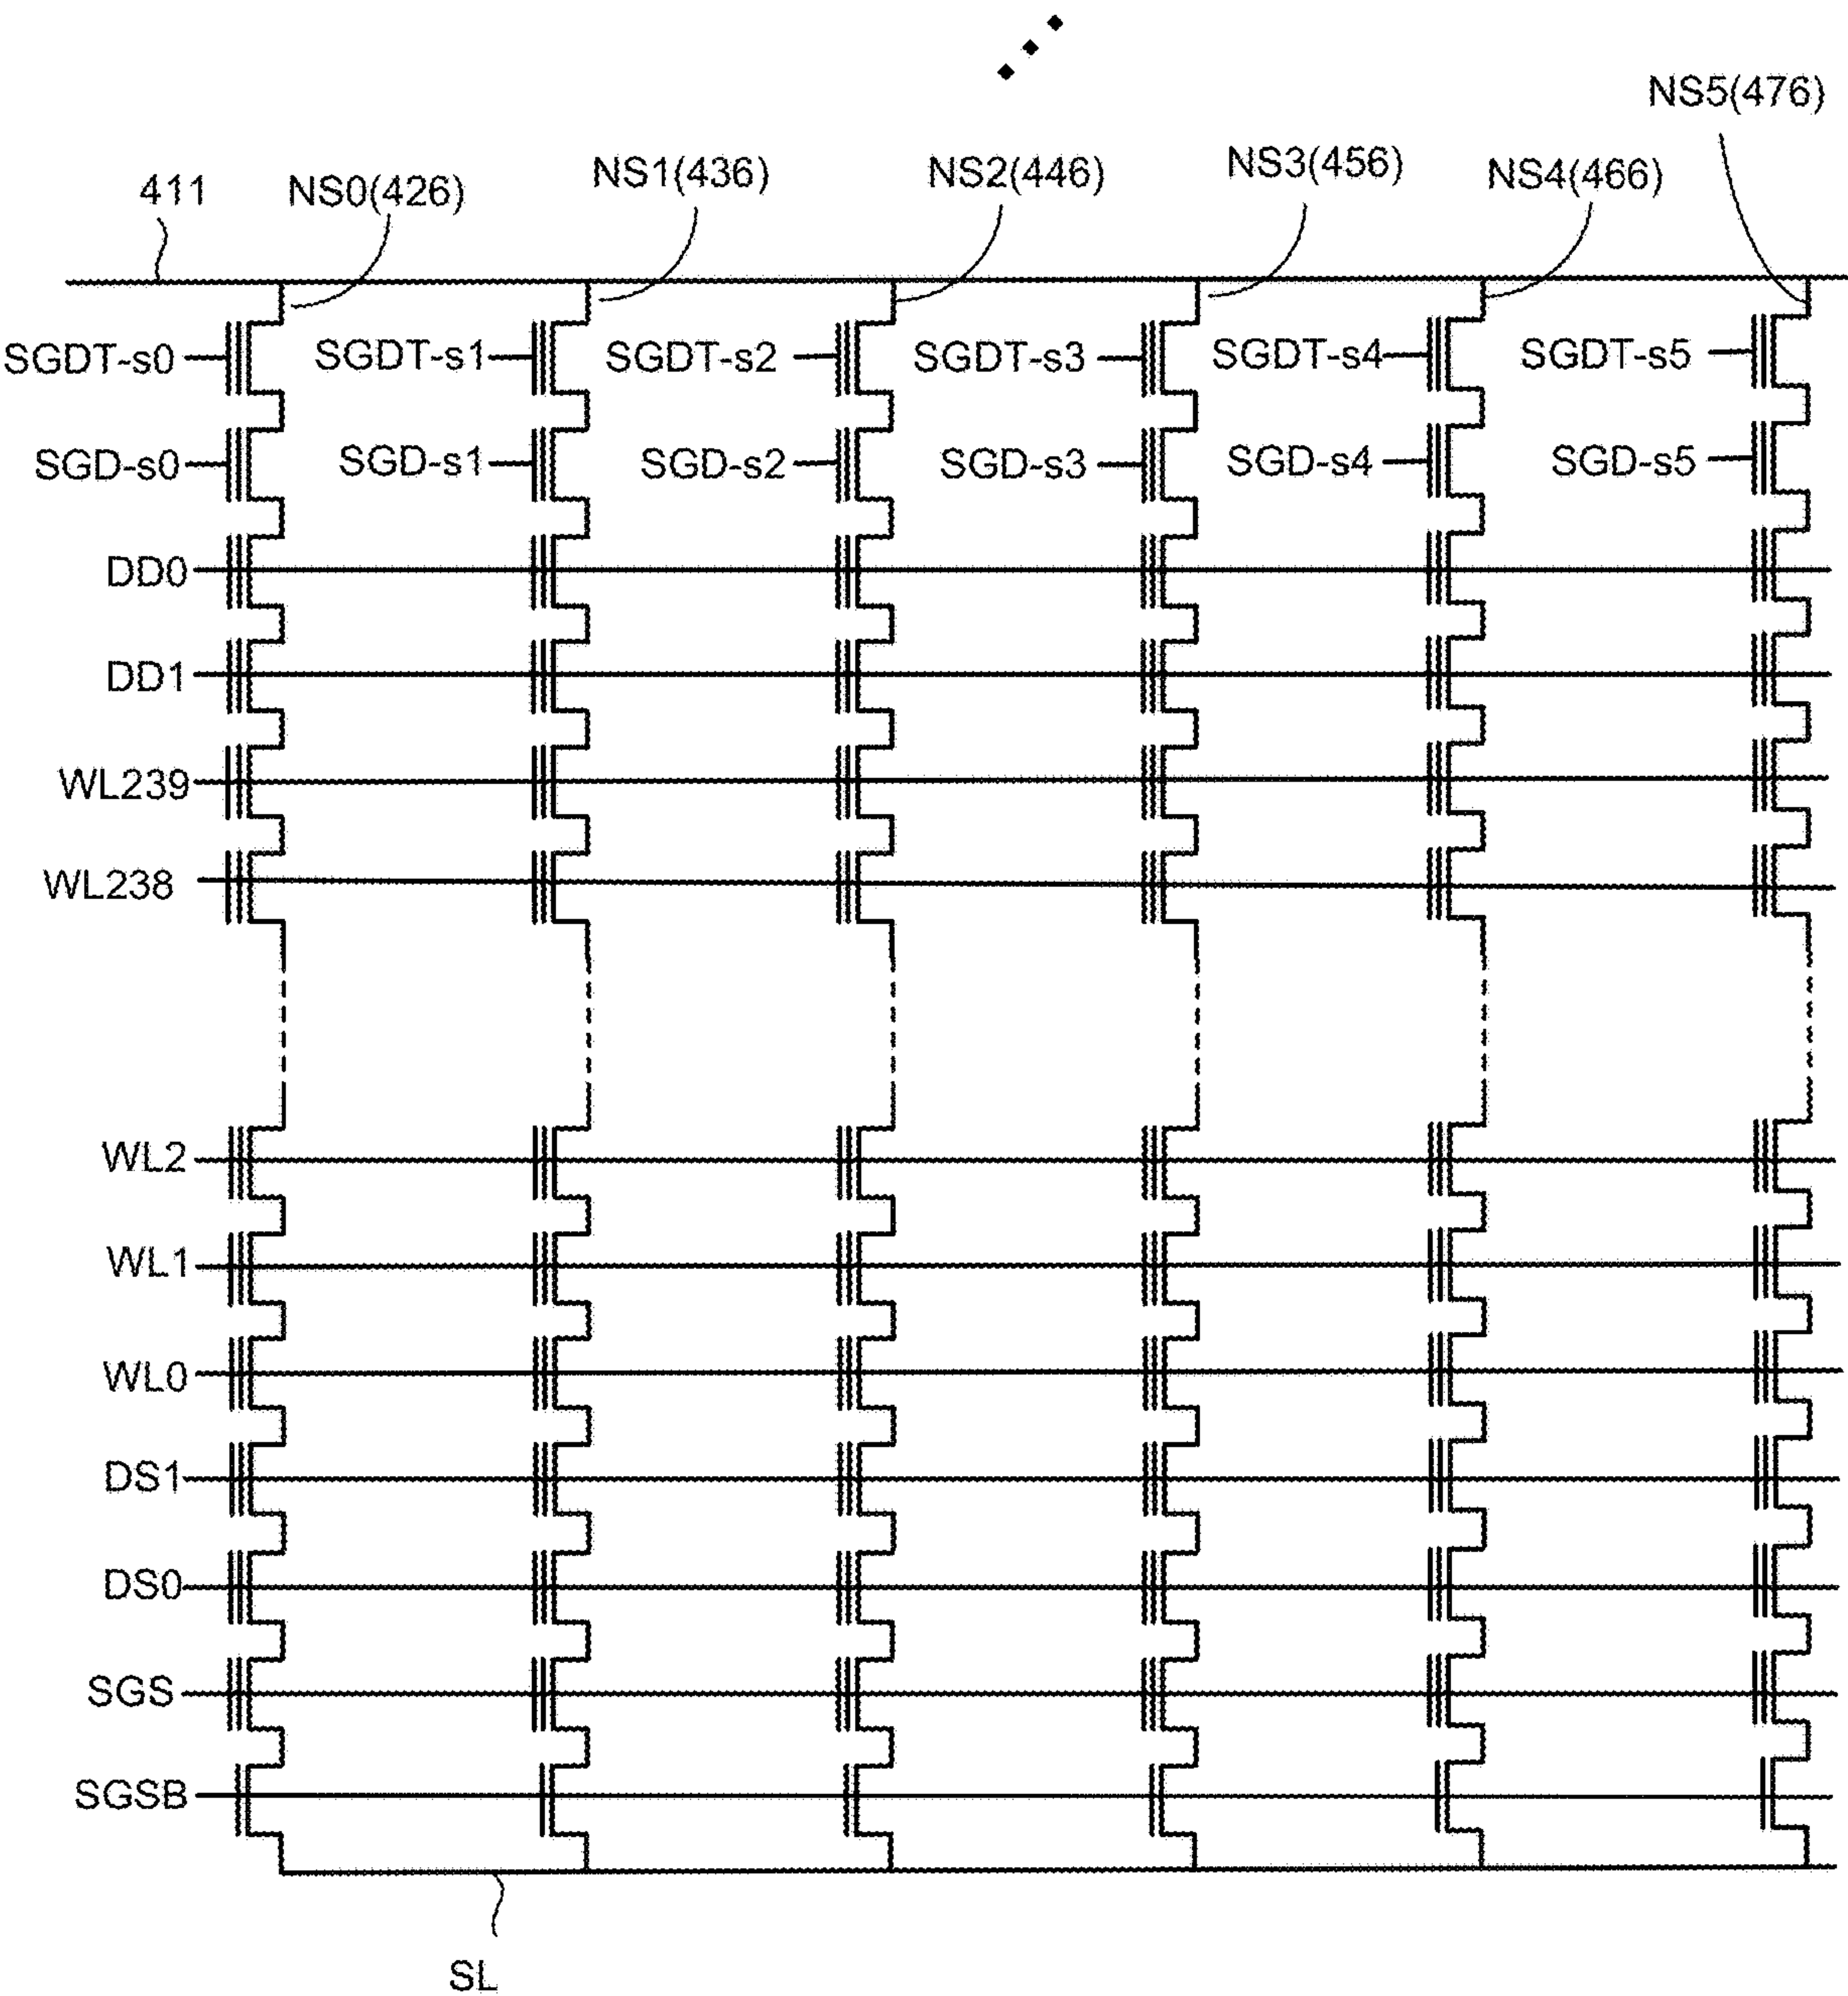 NS5(476)
411 NS0(426) NS1(436) NS2(446) NS3(456) NS4(466)
SGDT-s0 SGDT-s1 SGDT-s2 SGDT-s3 SGDT-s4 SGDT-s5
SGD-s0 SGD-s1 SGD-s2 SGD-s3 SGD-s4 SGD-s5
DD0
DD1
WL239
WL238
WL2
WL1
WL0
DS1
DS0
SGS
SGSB
SL